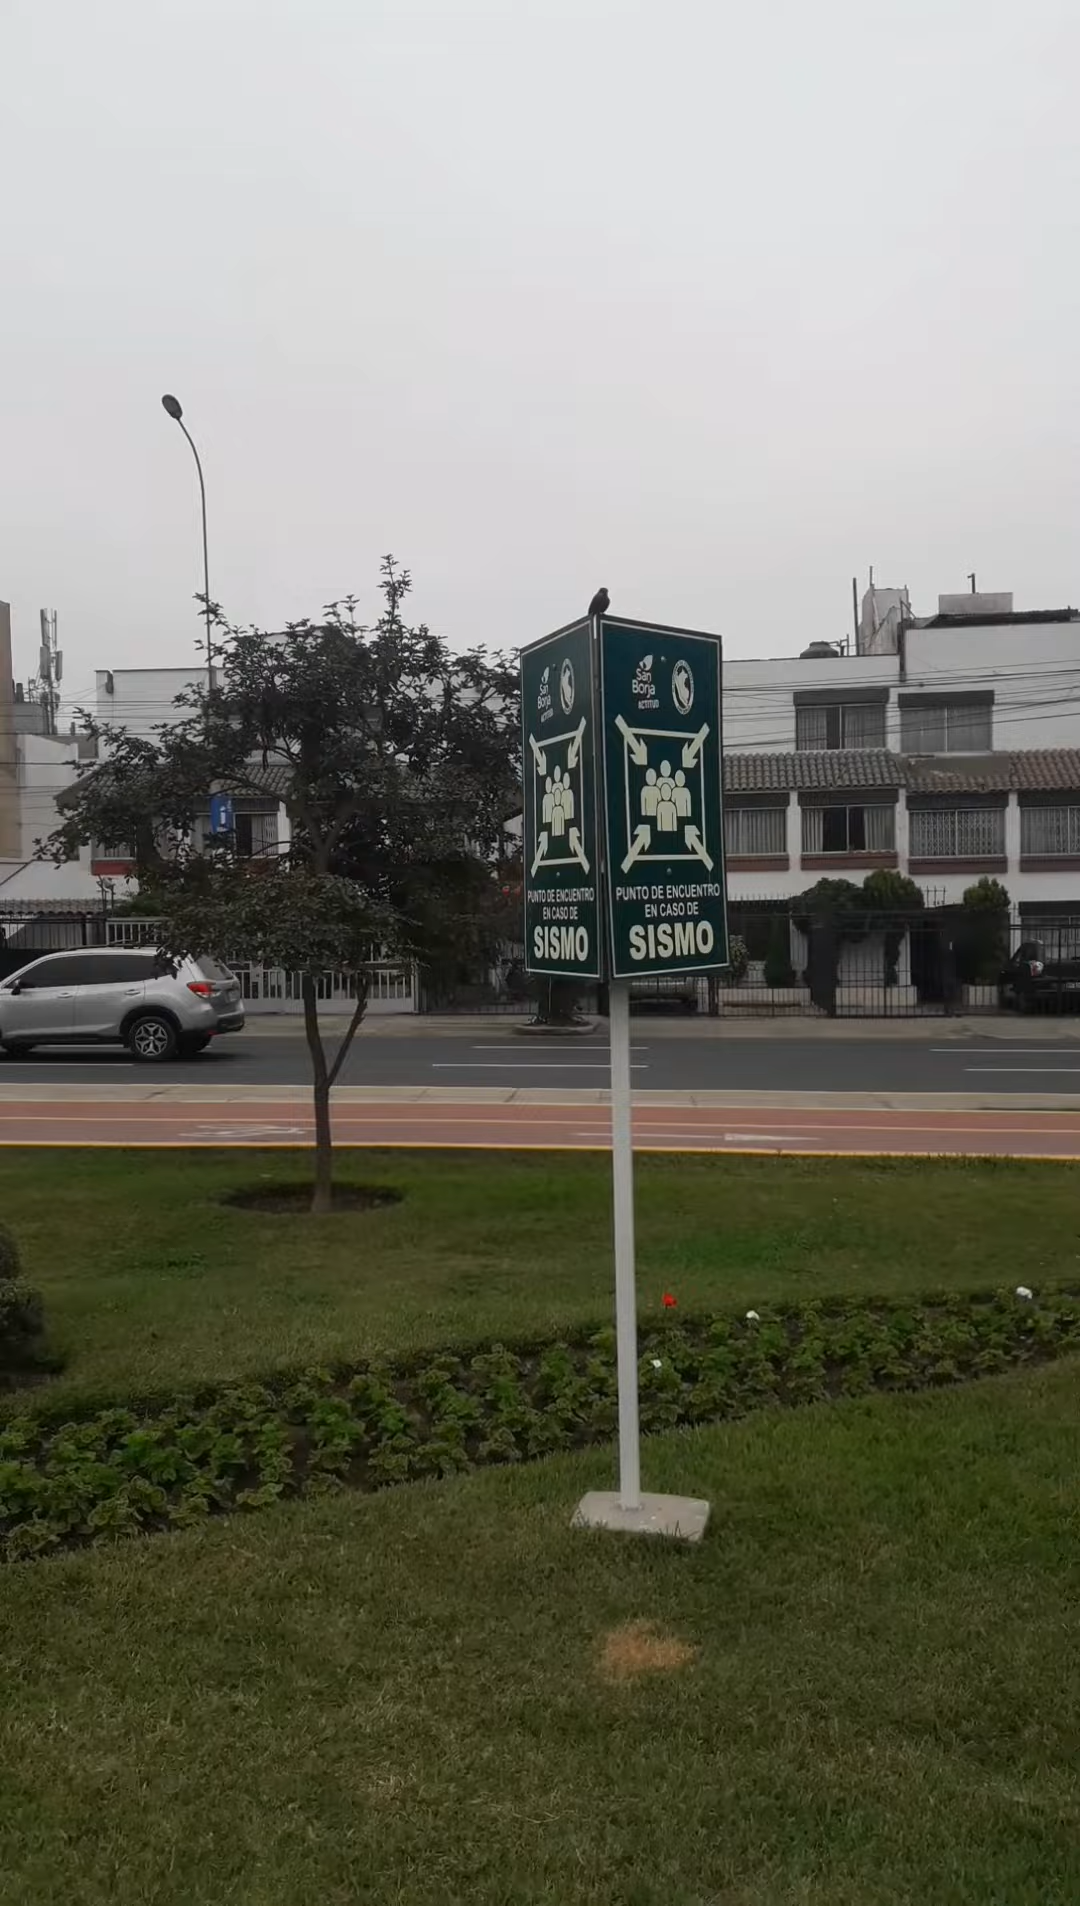 San
Borja
ACTITUD
PUNTO DE ENCUENTRO
EN CASO DE
SISMO
San
Borja
ACTITUD
PUNTO DE ENCUENTRO
EN CASO DE
SISMO